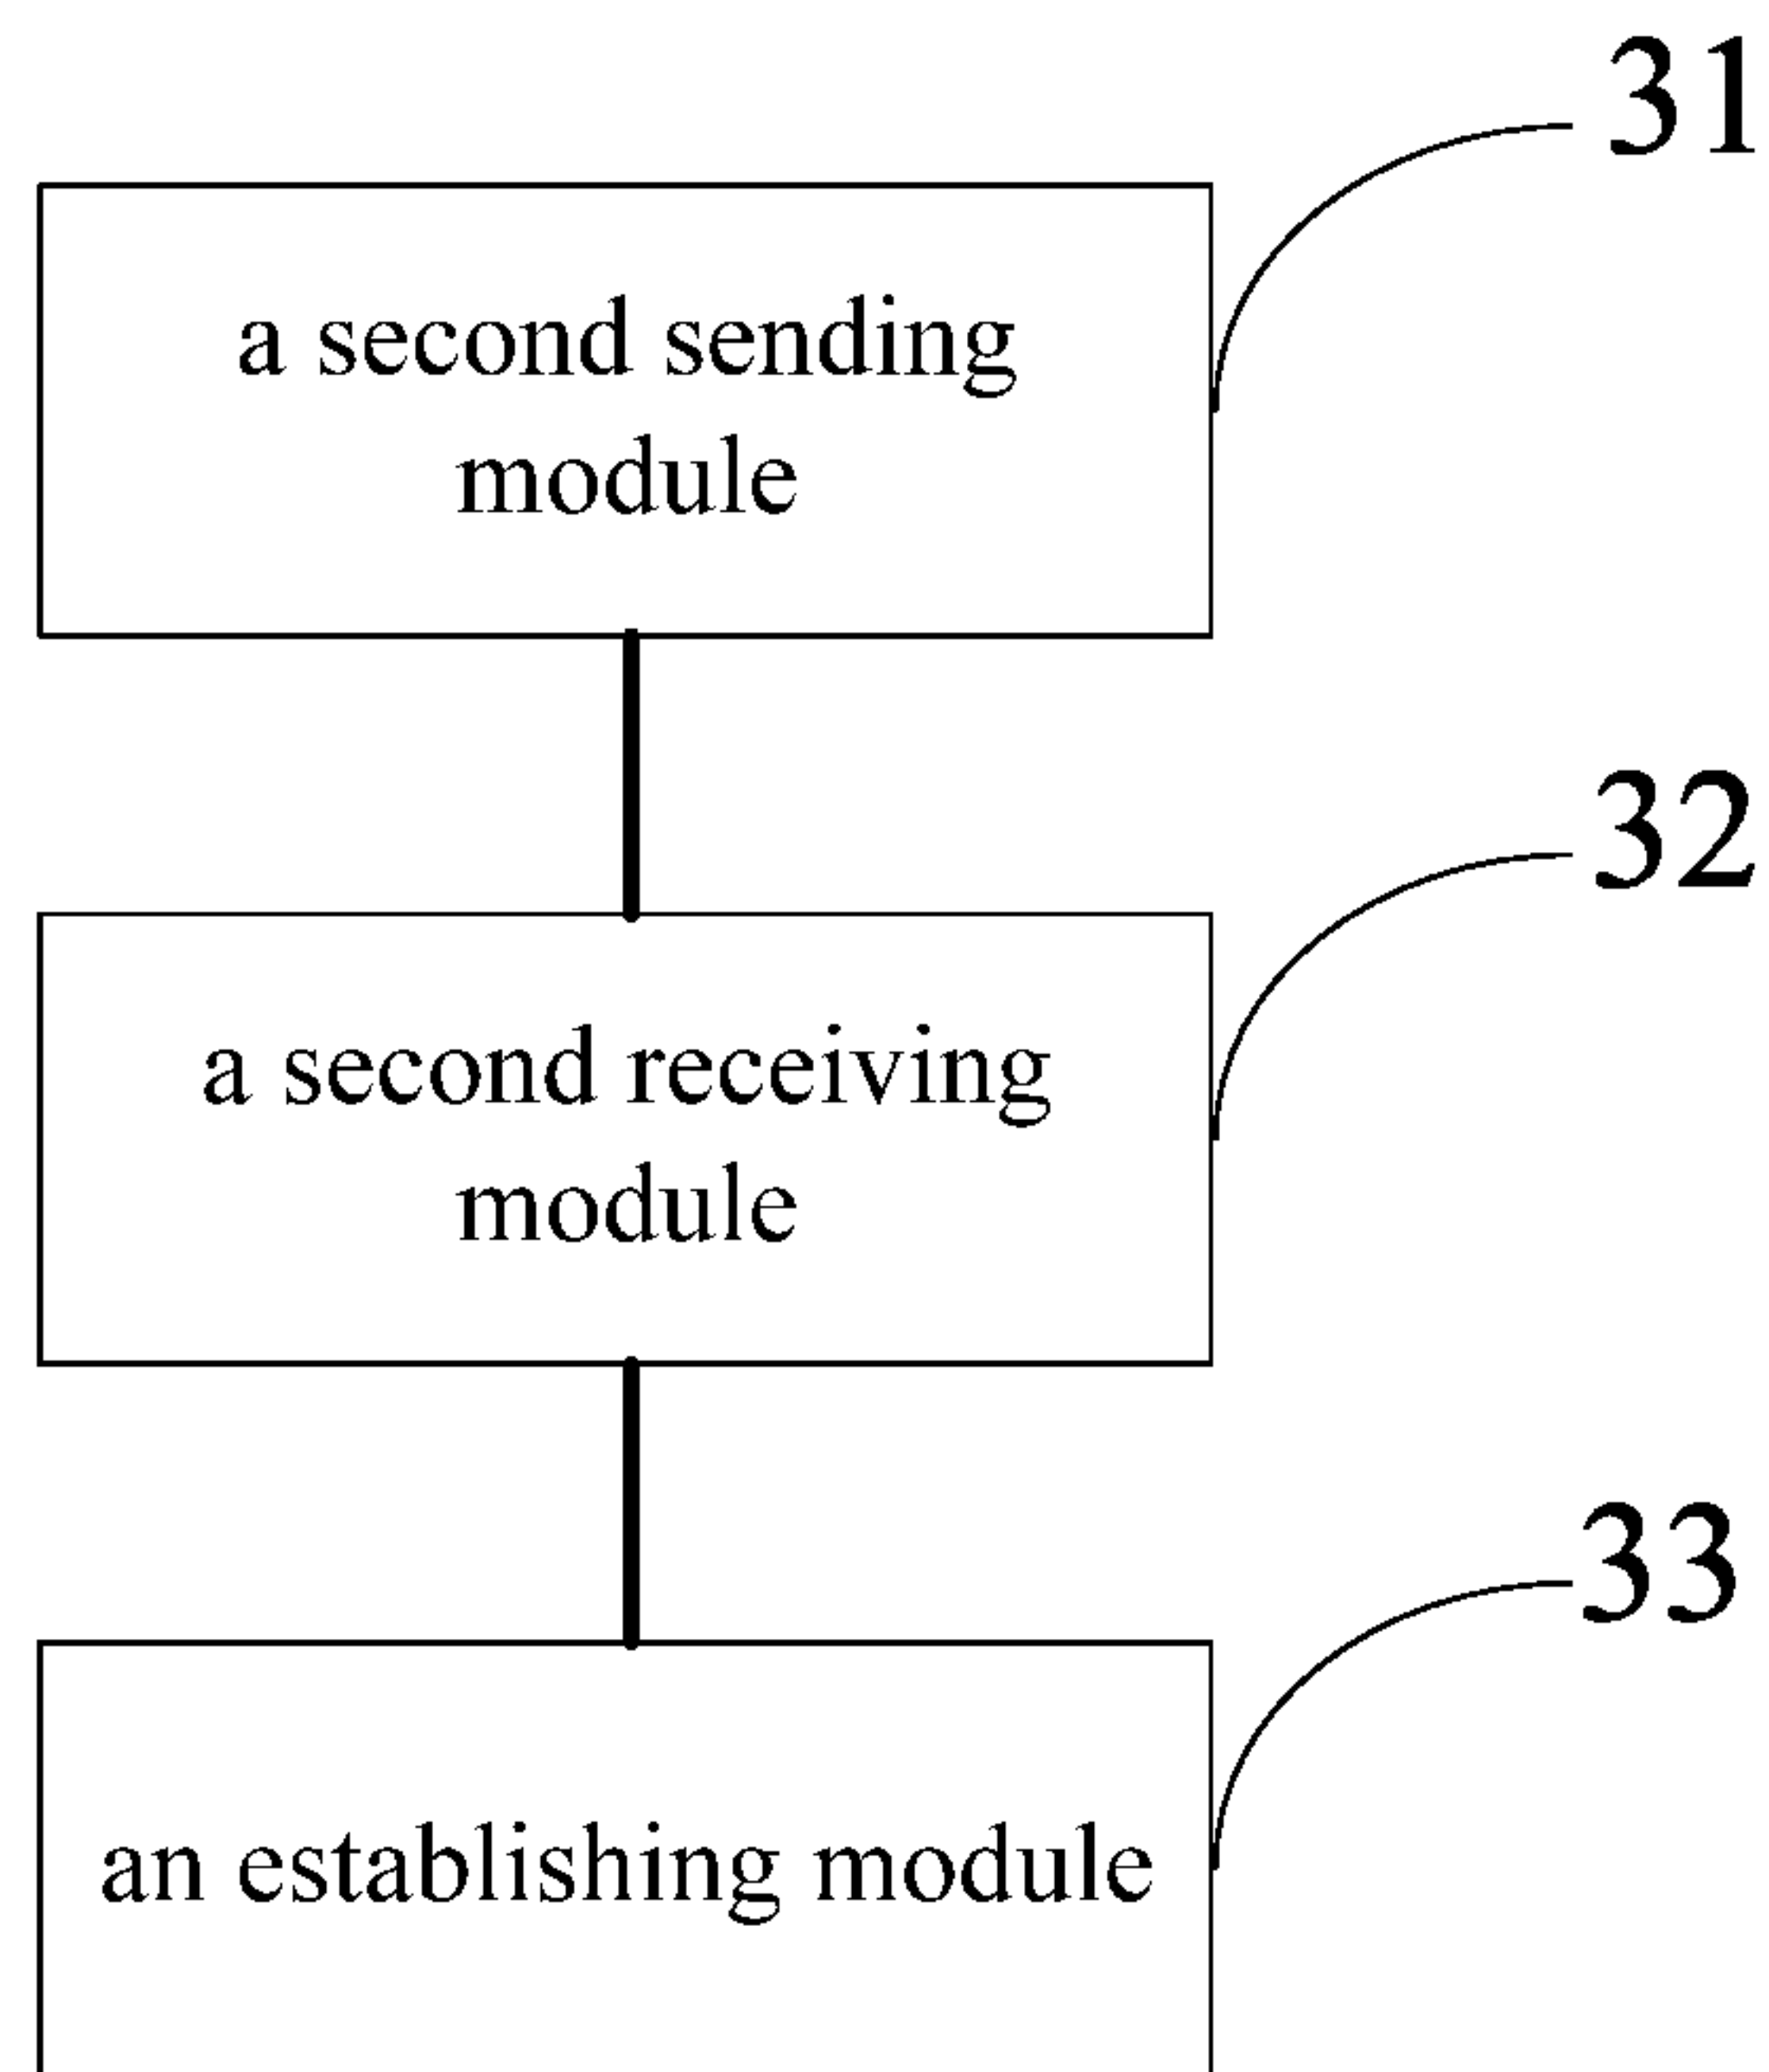 31
a second sending
module
32
a second receiving
module
33
an establishing module